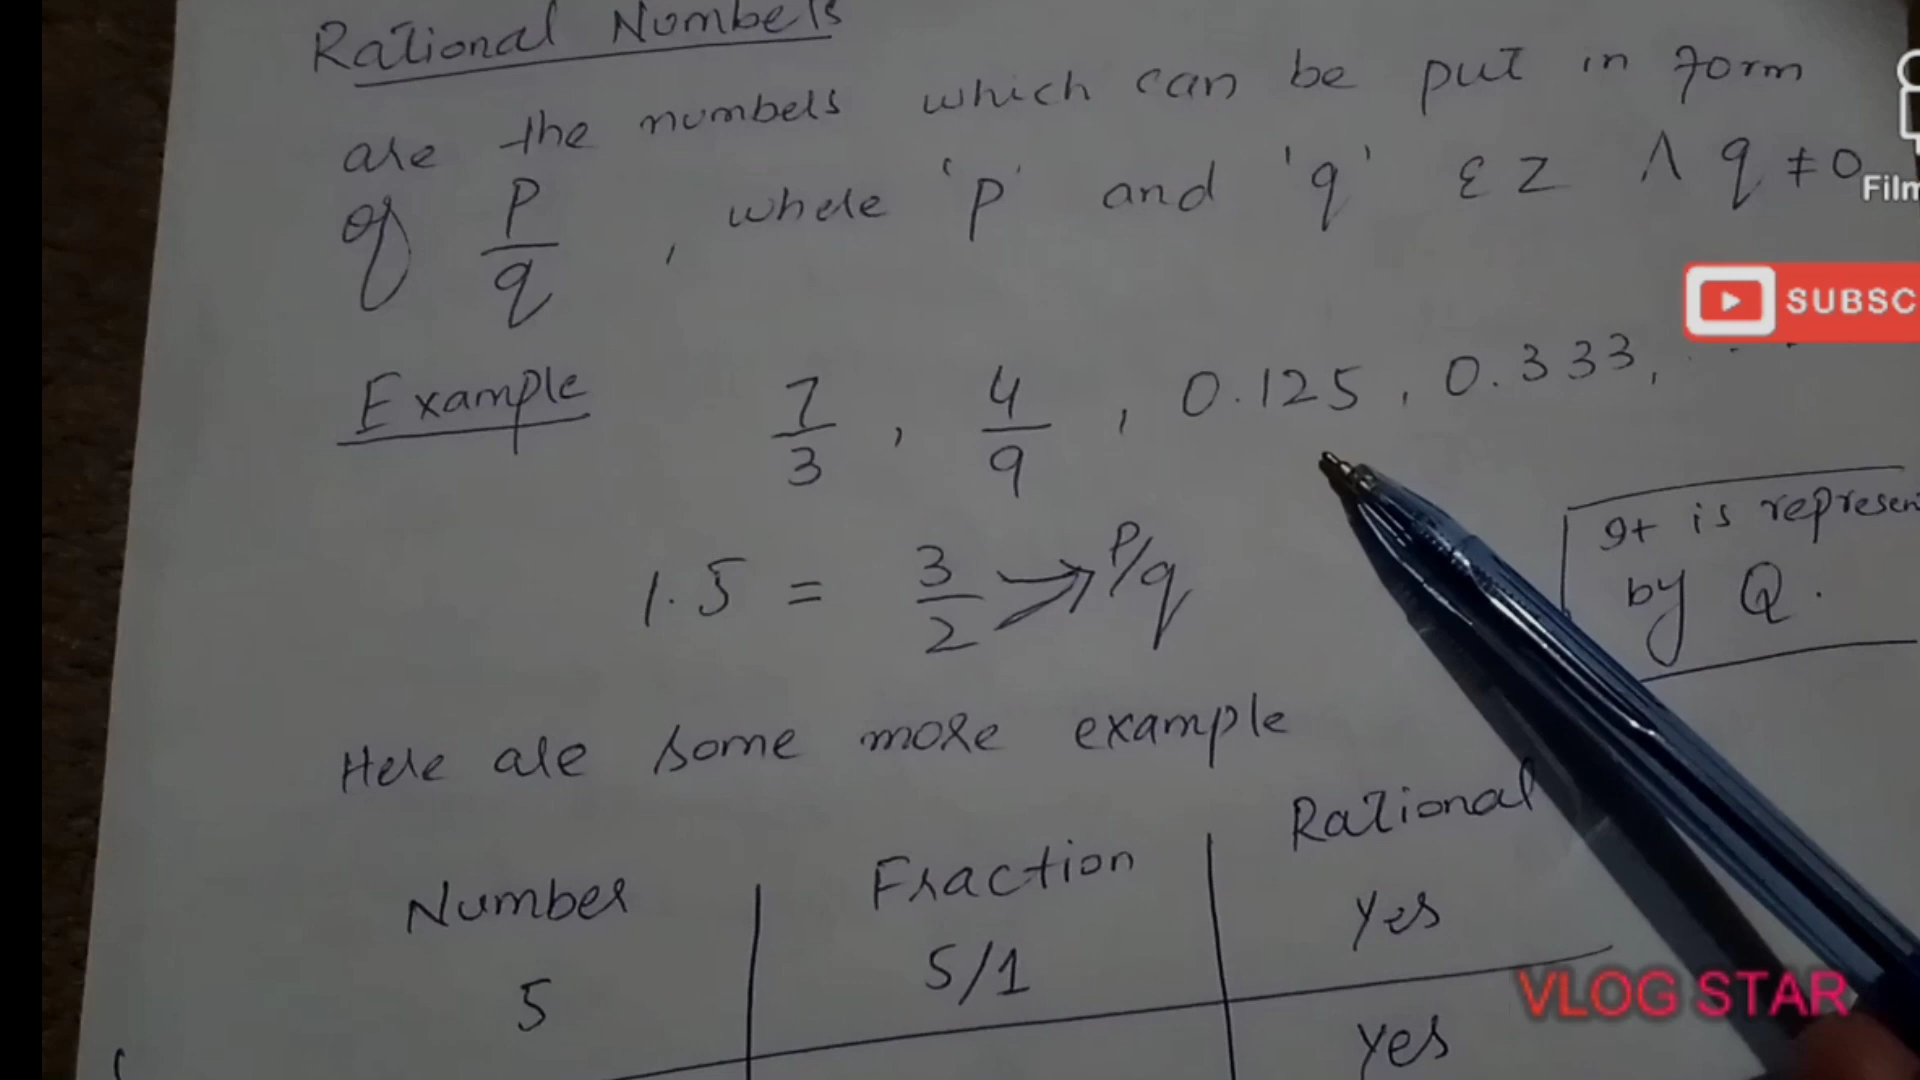 Rational Numbers
are the numbers which can be put in form
of p/q, where 'p' and 'q' ε Z Λ q ≠ 0
Film
SUBSC
Example 7/3, 4/9, 0.125, 0.333, ....
It is represen
by Q.
1.5 = 3/2 → P/q
Here are some more example
Number Fraction Rational
5 5/1 Yes
Yes
VLOG STAR